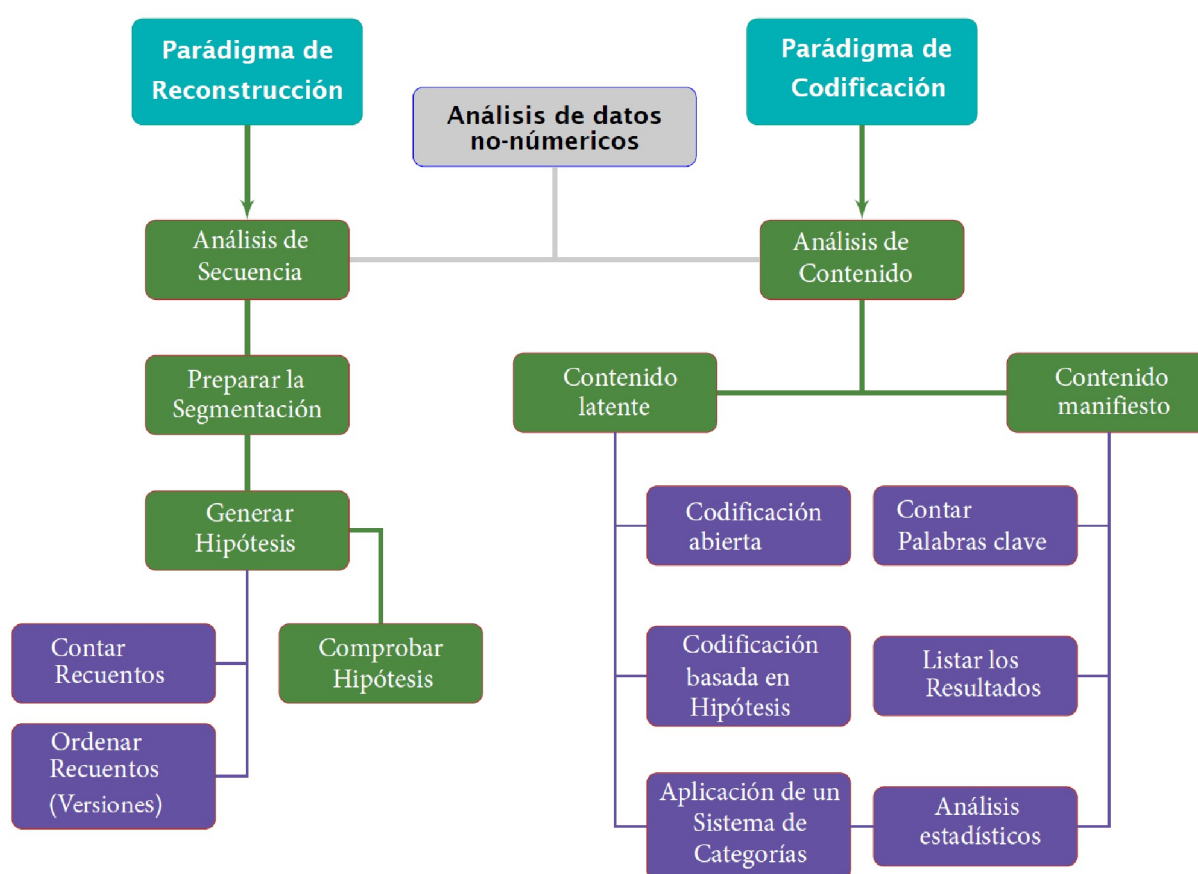 Parádigma de
Reconstrucción
Parádigma de
Codificación
Análisis de datos
no-númericos
Análisis de
Secuencia
Análisis de
Contenido
Preparar la
Segmentación
Contenido
latente
Contenido
manifiesto
Generar
Hipótesis
Codificación
abierta
Contar
Palabras clave
Contar
Recuentos
Comprobar
Hipótesis
Codificación
basada en
Hipótesis
Listar los
Resultados
Ordenar
Recuentos
(Versiones)
Aplicación de un
Sistema de
Categorías
Análisis
estadísticos